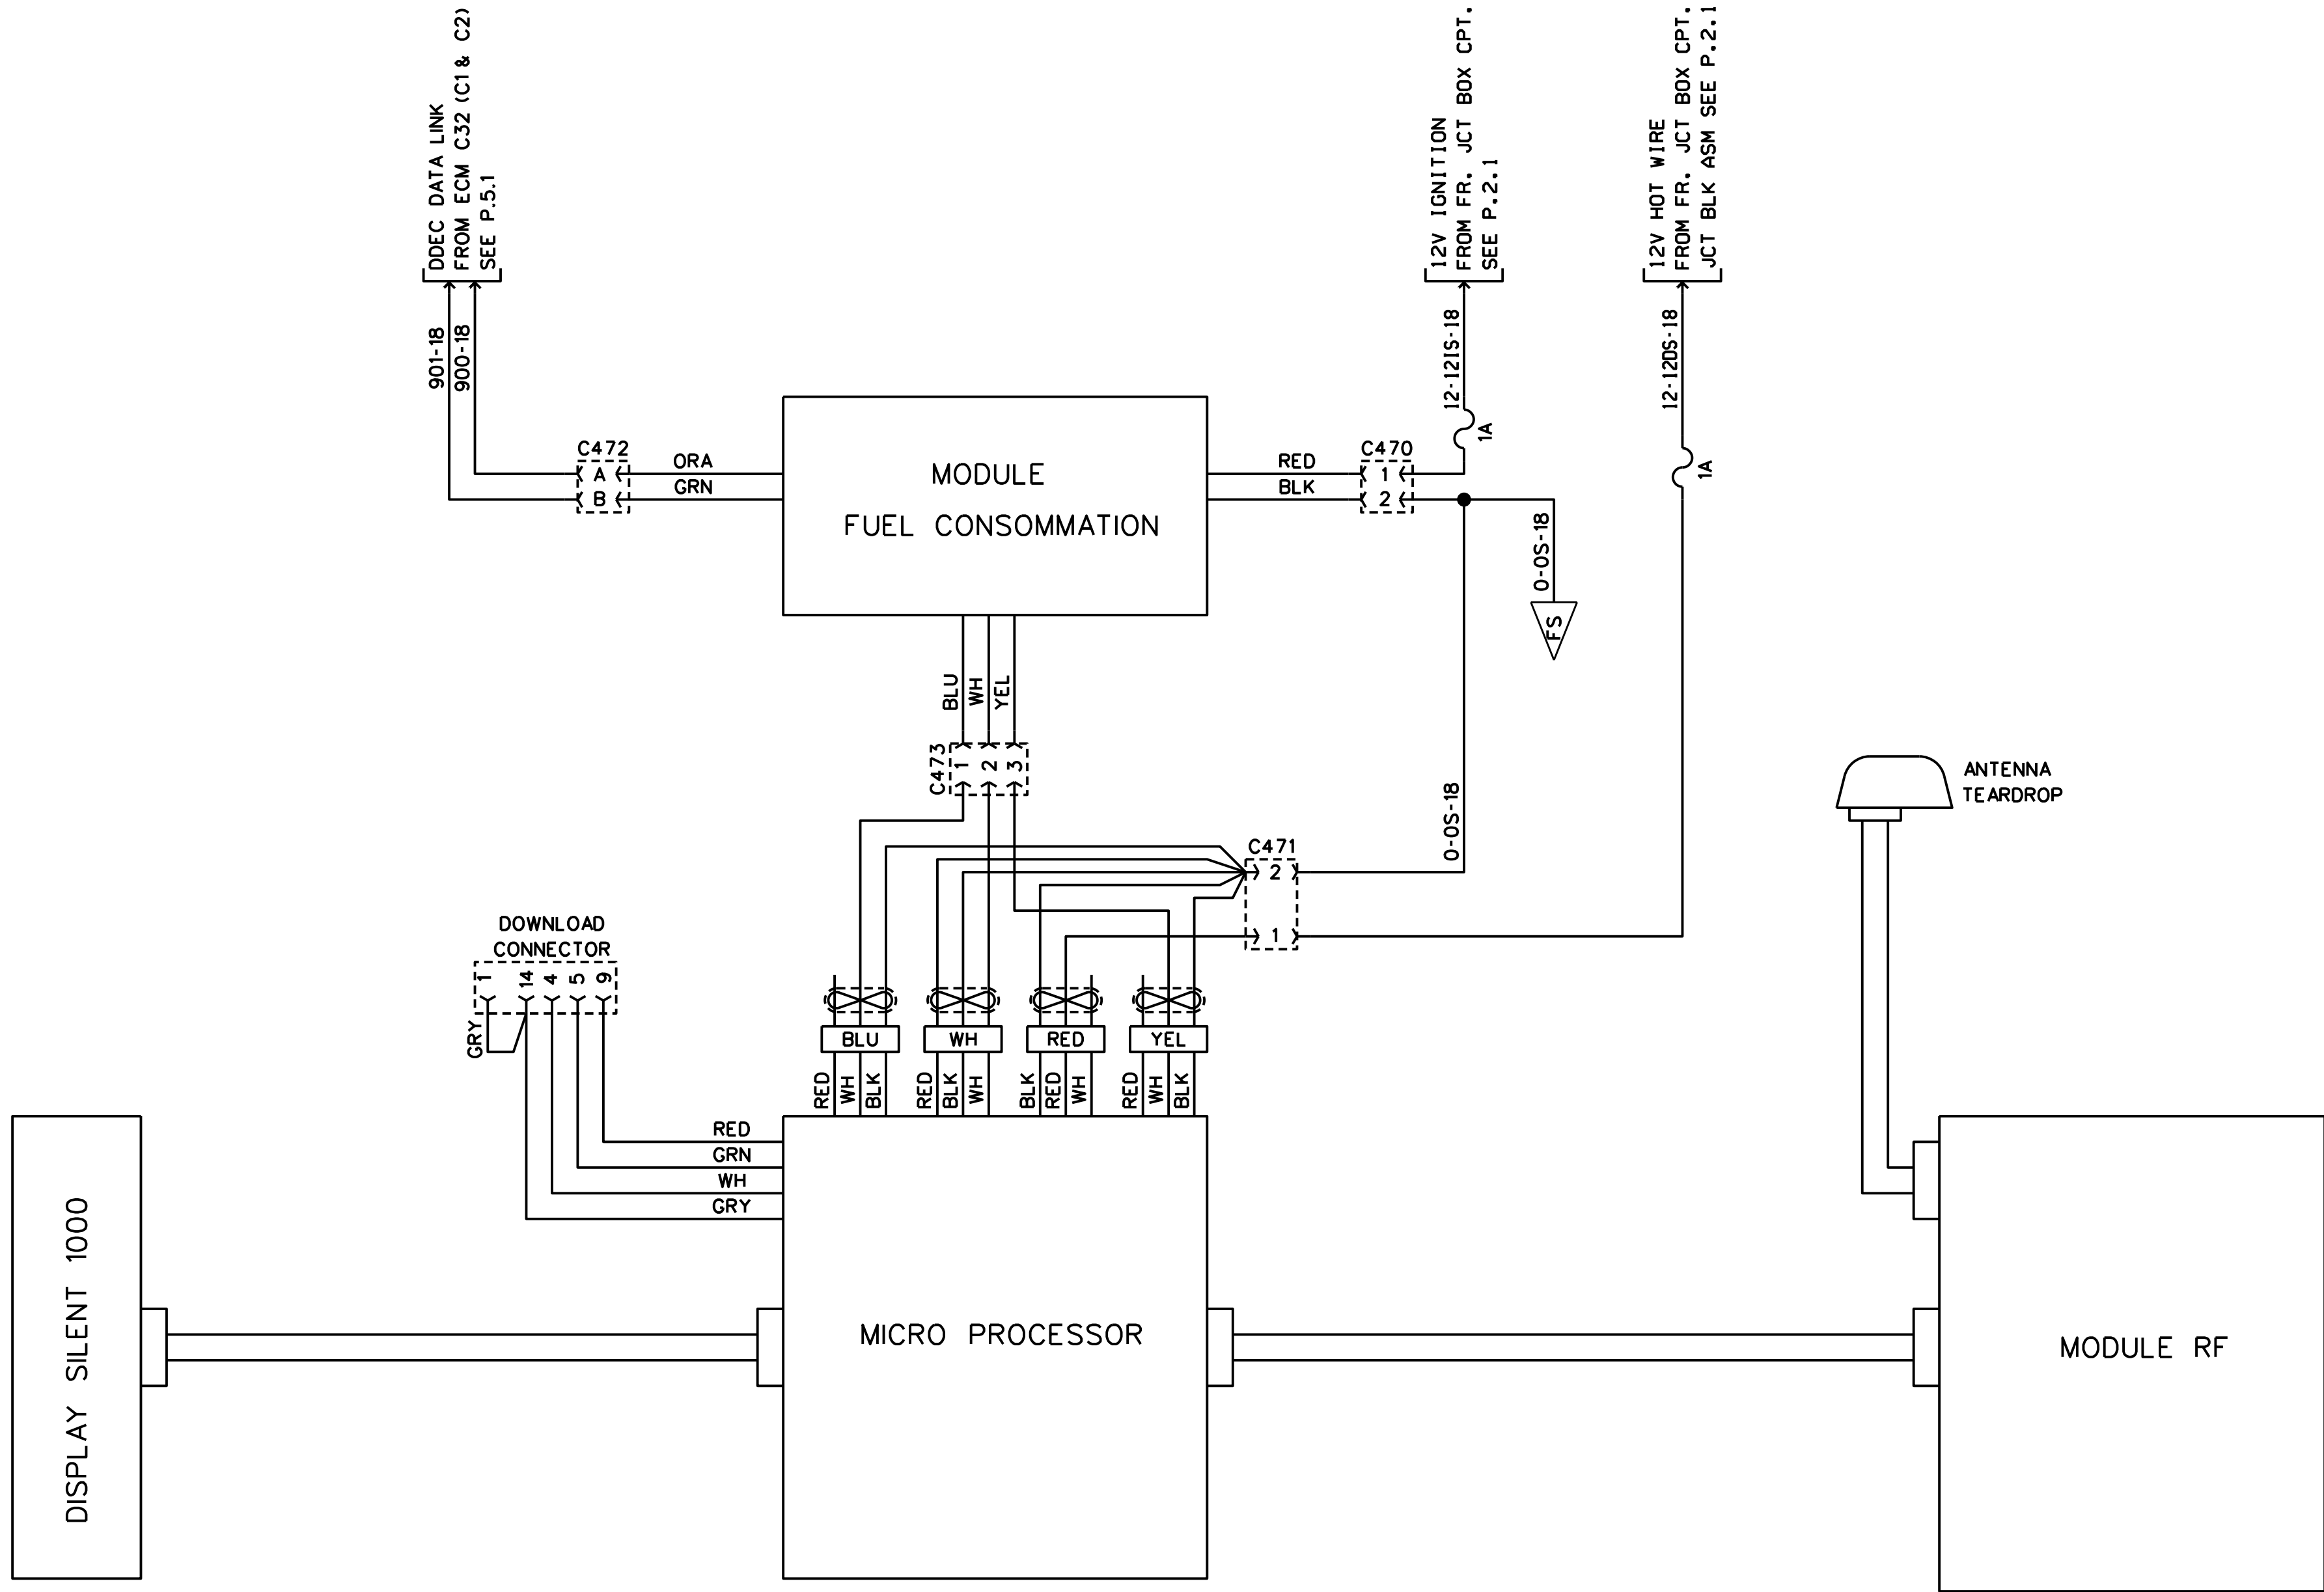 DDEC DATA LINK
FROM ECM C32 (C1 & C2)
SEE P.5.1
12V IGNITION
FROM FR. JCT BOX CPT.
SEE P.2.1
12V HOT WIRE
FROM FR. JCT BOX CPT.
JCT BLK ASM SEE P.2.1
901-18
900-18
12-12IS-18
1A
12-12DS-18
1A
C472
A
B
ORA
GRN
MODULE
FUEL CONSOMMATION
RED
BLK
C470
1
2
0-0S-18
FS
BLU
WH
YEL
C473
1
2
3
0-0S-18
C471
2
1
ANTENNA
TEARDROP
DOWNLOAD
CONNECTOR
1
14
4
5
9
GRY
BLU
WH
RED
YEL
RED
WH
BLK
RED
BLK
WH
BLK
RED
WH
RED
WH
BLK
RED
GRN
WH
GRY
DISPLAY SILENT 1000
MICRO PROCESSOR
MODULE RF